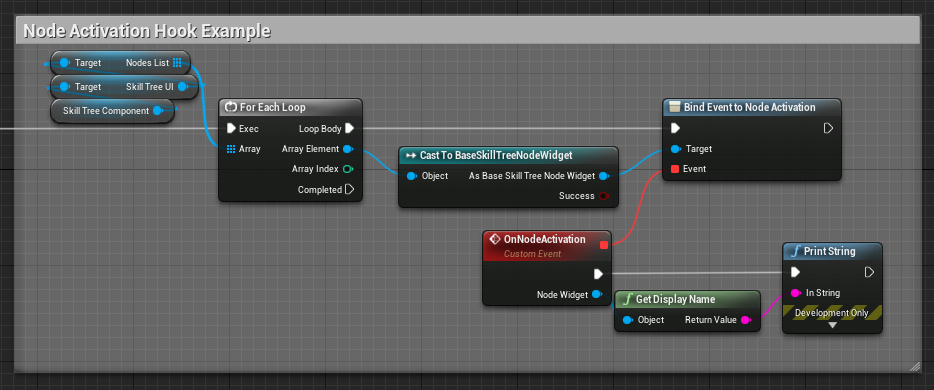 Node Activation Hook Example
Target Nodes List
Target Skill Tree UI
Skill Tree Component
For Each Loop
Exec Loop Body
Array Array Element
Array Index
Completed
Cast To BaseSkillTreeNodeWidget
Object As Base Skill Tree Node Widget
Success
Bind Event to Node Activation
Target
Event
OnNodeActivation
Custom Event
Node Widget
Get Display Name
Object Return Value
Print String
In String
Development Only